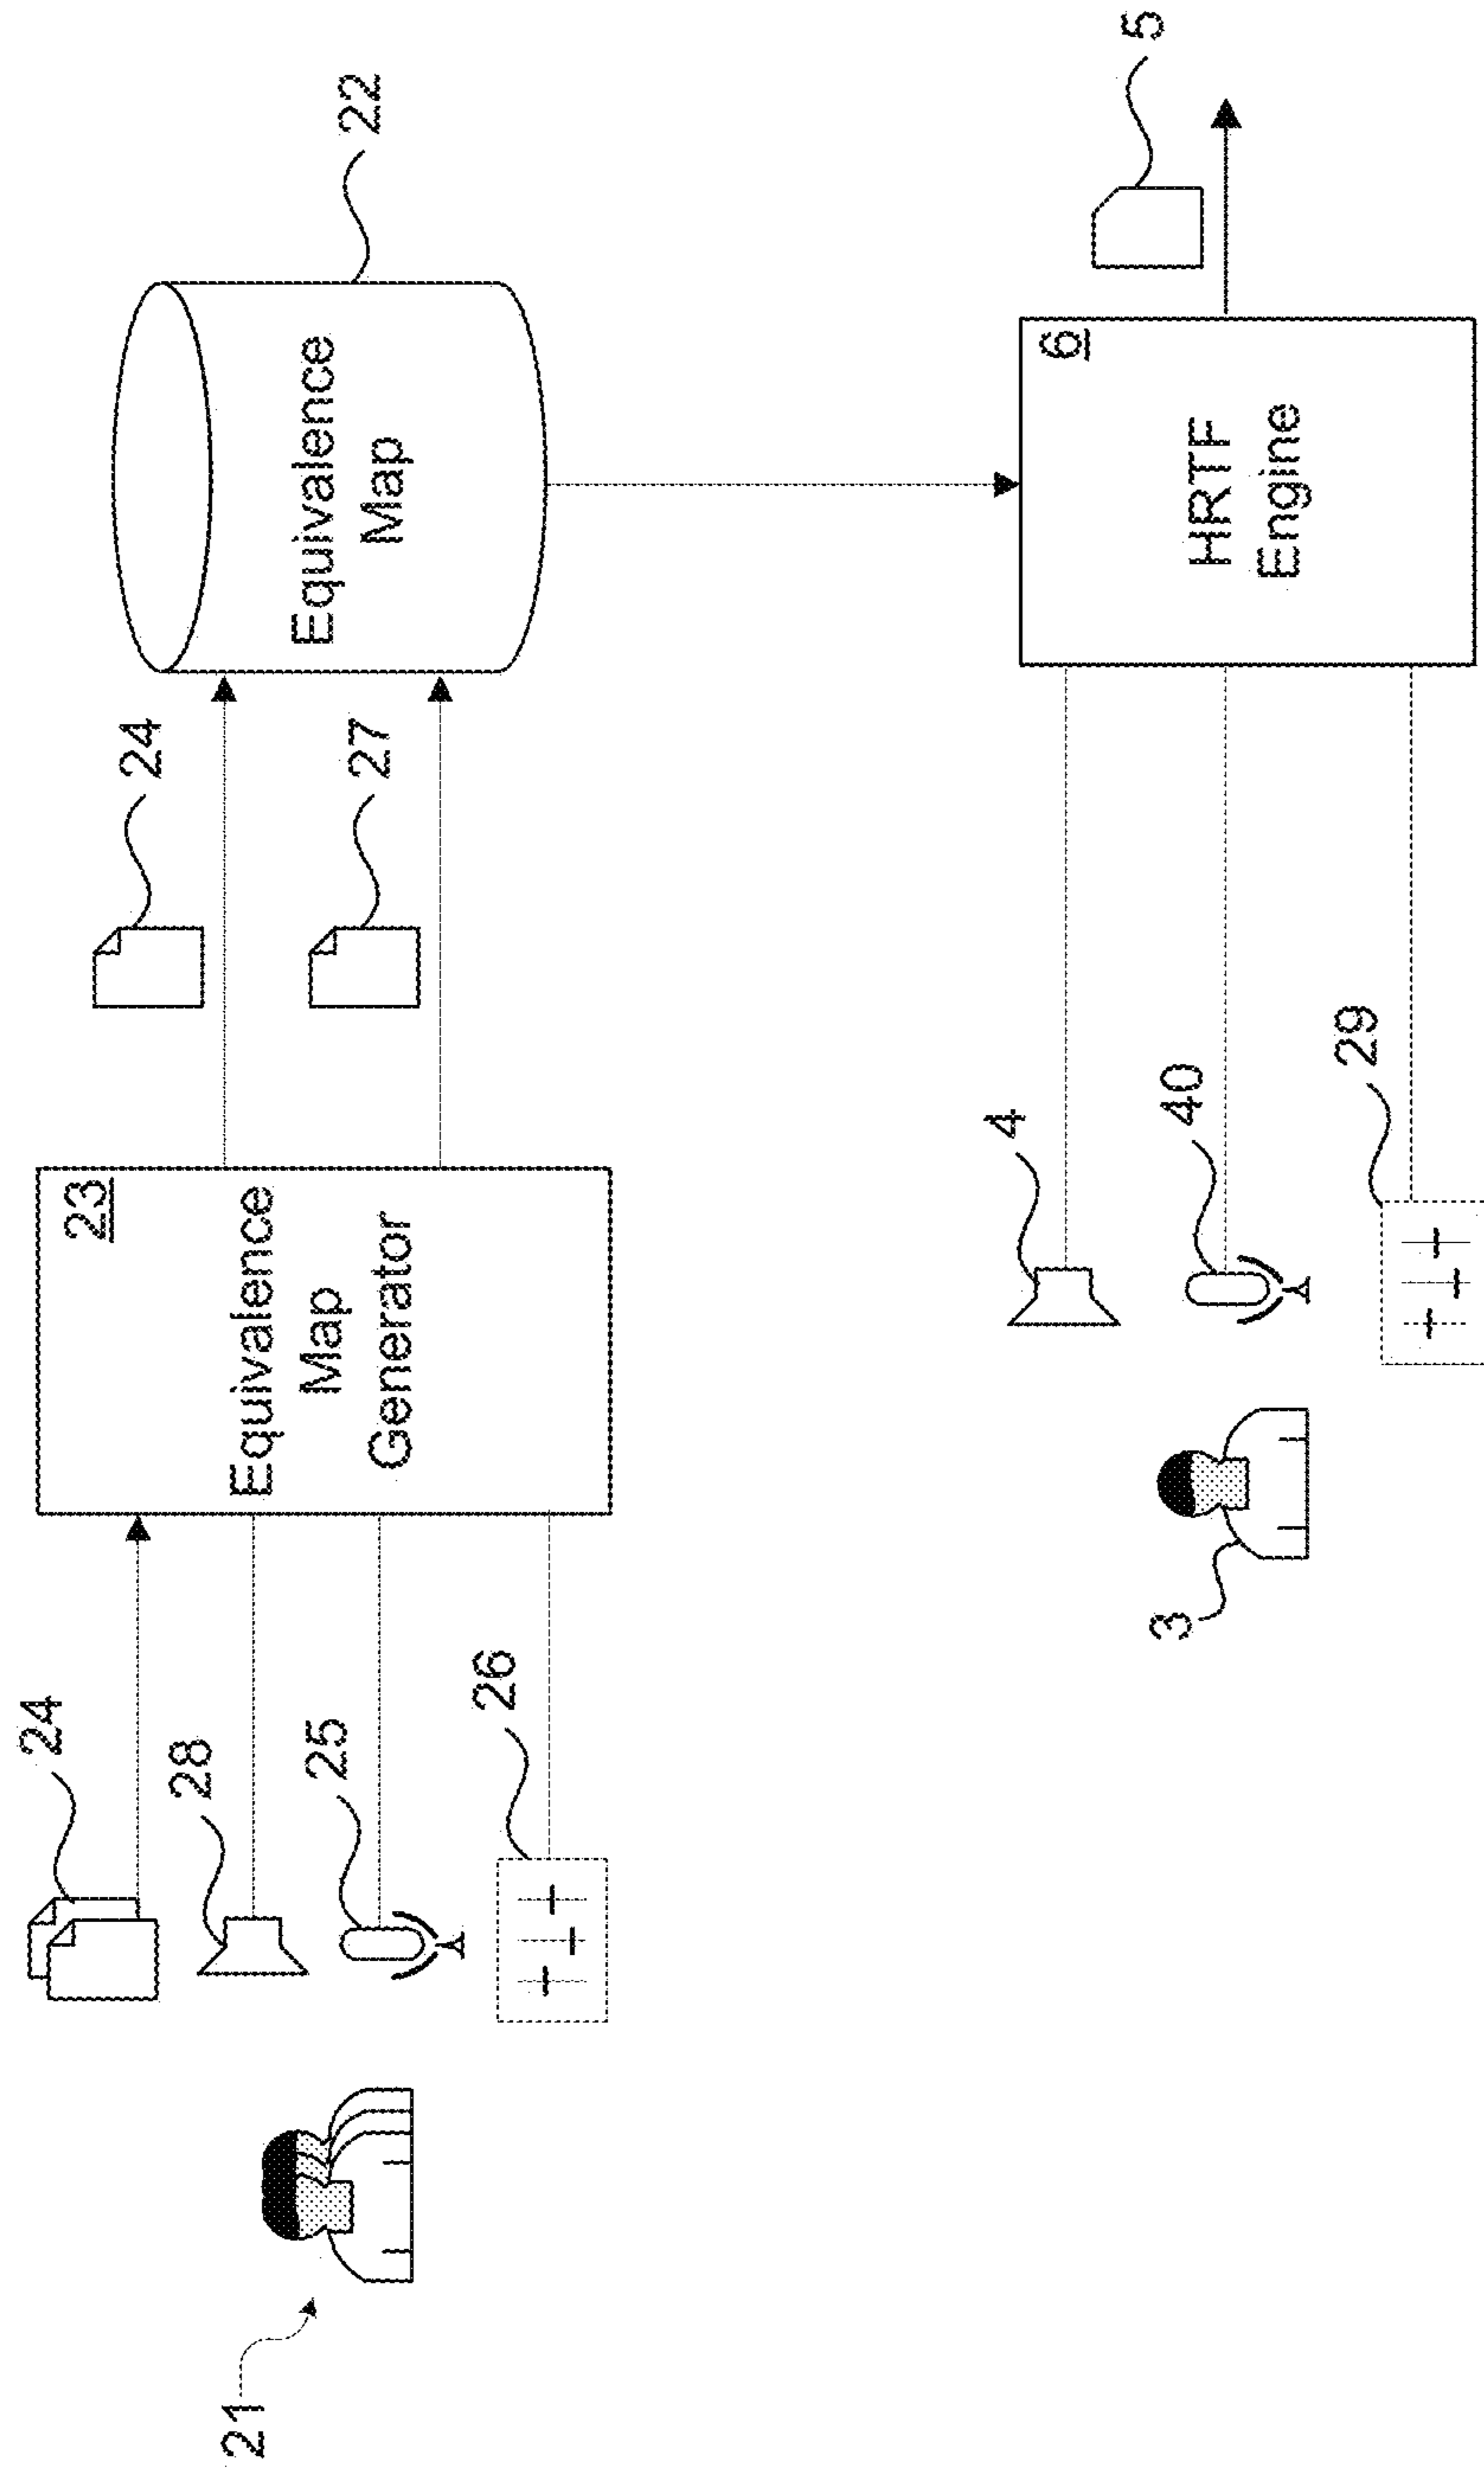 24
28
25
26
21
23
Equivalence
Map
Generator
24
27
22
Equivalence
Map
4
40
29
3
6
HRTF
Engine
5